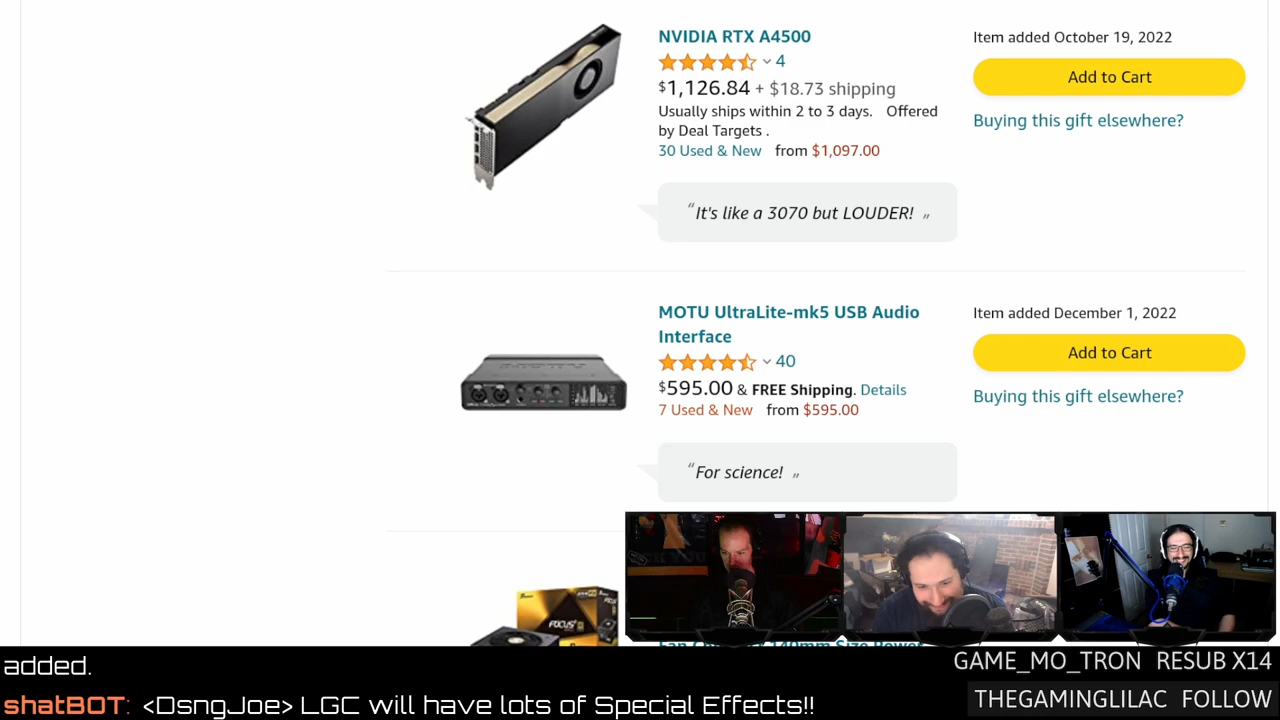 NVIDIA RTX A4500
4
$1,126.84 + $18.73 shipping
Usually ships within 2 to 3 days. Offered
by Deal Targets .
30 Used & New from $1,097.00
“It's like a 3070 but LOUDER! ”
Item added October 19, 2022
Add to Cart
Buying this gift elsewhere?
MOTU UltraLite-mk5 USB Audio
Interface
40
$595.00 & FREE Shipping. Details
7 Used & New from $595.00
“For science! ”
Item added December 1, 2022
Add to Cart
Buying this gift elsewhere?
FOCUS
added.
shatBOT: <DsngJoe> LGC will have lots of Special Effects!!
GAME_MO_TRON RESUB X14
THEGAMINGLILAC FOLLOW